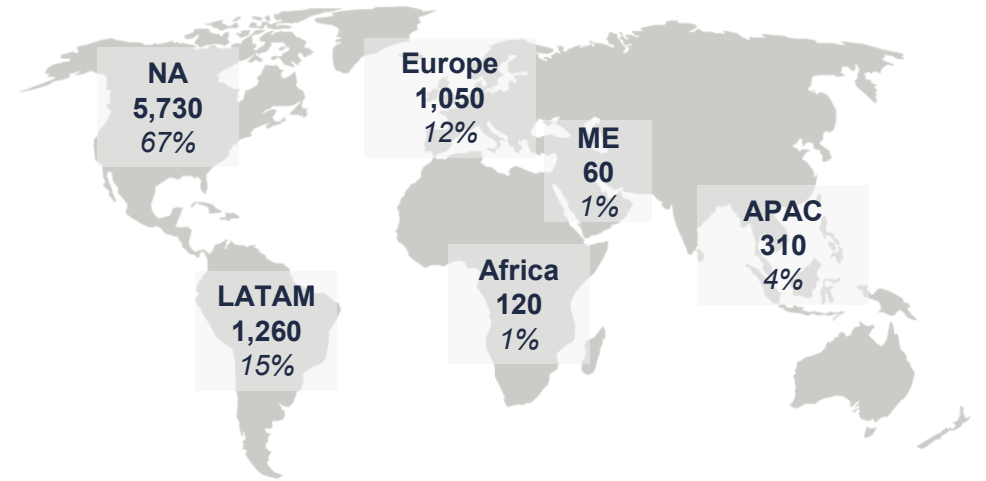 NA
5,730
67%
Europe
1,050
12%
ME
60
1%
APAC
310
4%
Africa
120
1%
LATAM
1,260
15%